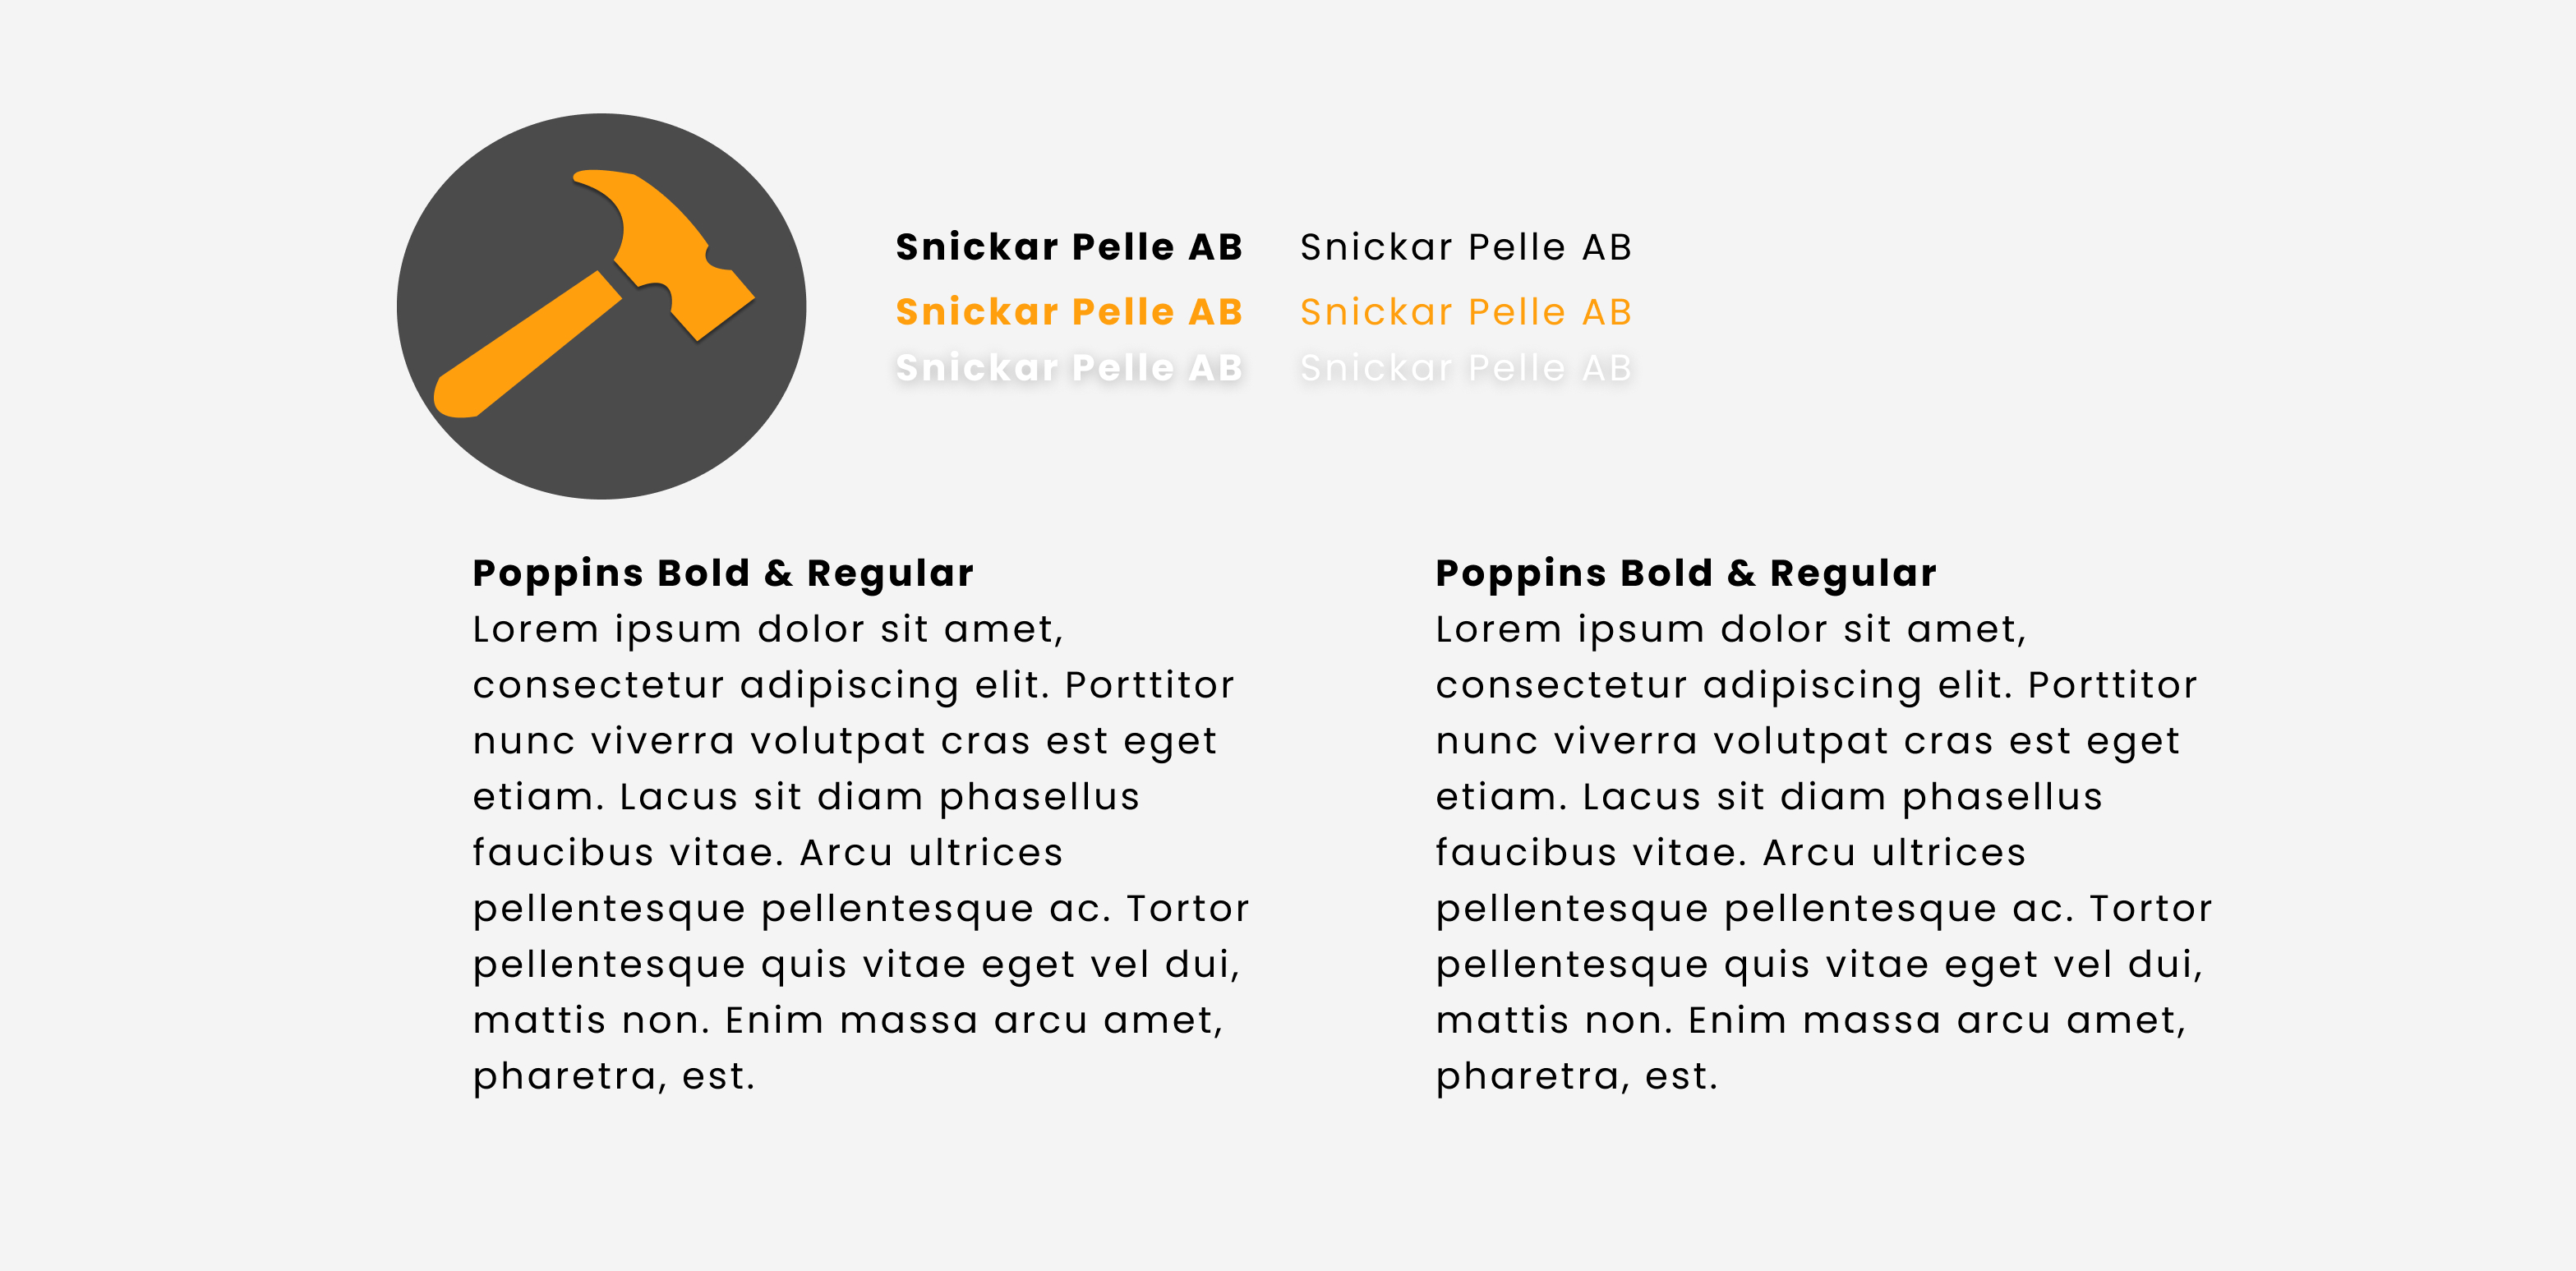 Snickar Pelle AB Snickar Pelle AB
Snickar Pelle AB Snickar Pelle AB
Snickar Pelle AB Snickar Pelle AB
Poppins Bold & Regular
Lorem ipsum dolor sit amet,
consectetur adipiscing elit. Porttitor
nunc viverra volutpat cras est eget
etiam. Lacus sit diam phasellus
faucibus vitae. Arcu ultrices
pellentesque pellentesque ac. Tortor
pellentesque quis vitae eget vel dui,
mattis non. Enim massa arcu amet,
pharetra, est.
Poppins Bold & Regular
Lorem ipsum dolor sit amet,
consectetur adipiscing elit. Porttitor
nunc viverra volutpat cras est eget
etiam. Lacus sit diam phasellus
faucibus vitae. Arcu ultrices
pellentesque pellentesque ac. Tortor
pellentesque quis vitae eget vel dui,
mattis non. Enim massa arcu amet,
pharetra, est.